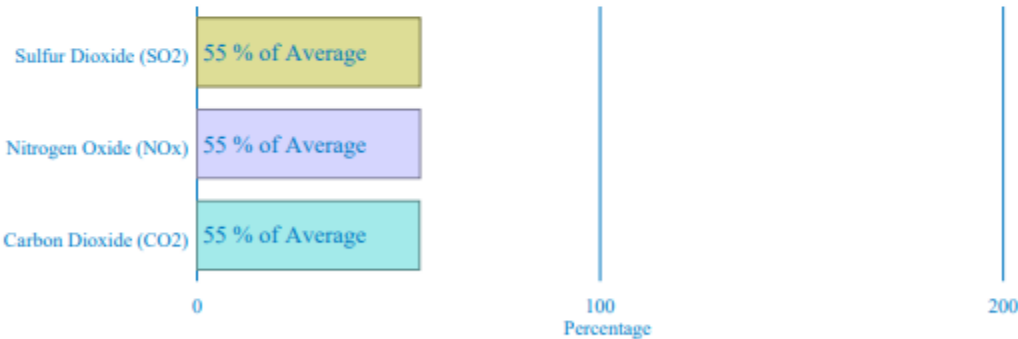 Sulfur Dioxide (SO2) 55 % of Average
Nitrogen Oxide (NOx) 55 % of Average
Carbon Dioxide (CO2) 55 % of Average
0 100 200
Percentage